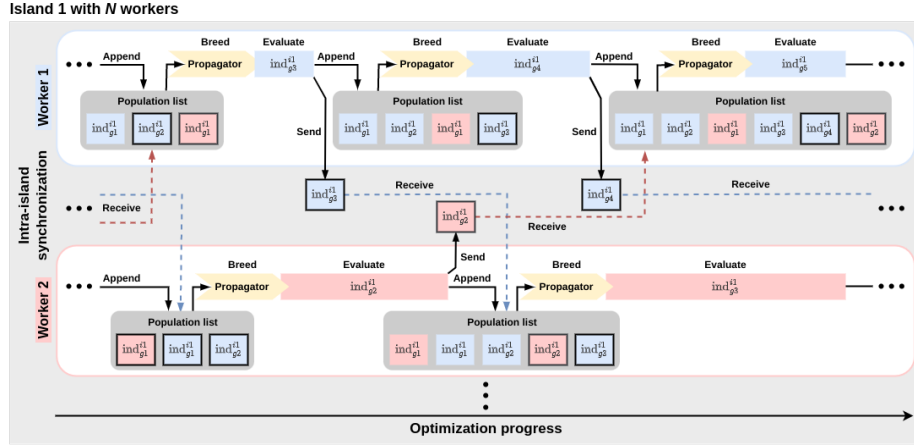 Island 1 with N workers
Worker 1
Append
Breed
Propagator
Evaluate
ind^{i1}_{g3}
Append
Breed
Propagator
Evaluate
ind^{i1}_{g4}
Append
Breed
Propagator
Evaluate
ind^{i1}_{g5}
Population list
ind^{i1}_{g1} ind^{i1}_{g2} ind^{i1}_{g1}
Send
Population list
ind^{i1}_{g1} ind^{i1}_{g2} ind^{i1}_{g1} ind^{i1}_{g3}
Send
Population list
ind^{i1}_{g1} ind^{i1}_{g2} ind^{i1}_{g1} ind^{i1}_{g3} ind^{i1}_{g4} ind^{i1}_{g2}
Intra-island
synchronization
Receive
ind^{i1}_{g3}
Receive
ind^{i1}_{g2}
Receive
ind^{i1}_{g4}
Receive
Send
Worker 2
Append
Breed
Propagator
Evaluate
ind^{i1}_{g2}
Append
Breed
Propagator
Evaluate
ind^{i1}_{g3}
Population list
ind^{i1}_{g1} ind^{i1}_{g1} ind^{i1}_{g2}
Population list
ind^{i1}_{g1} ind^{i1}_{g1} ind^{i1}_{g2} ind^{i1}_{g2} ind^{i1}_{g3}
Optimization progress